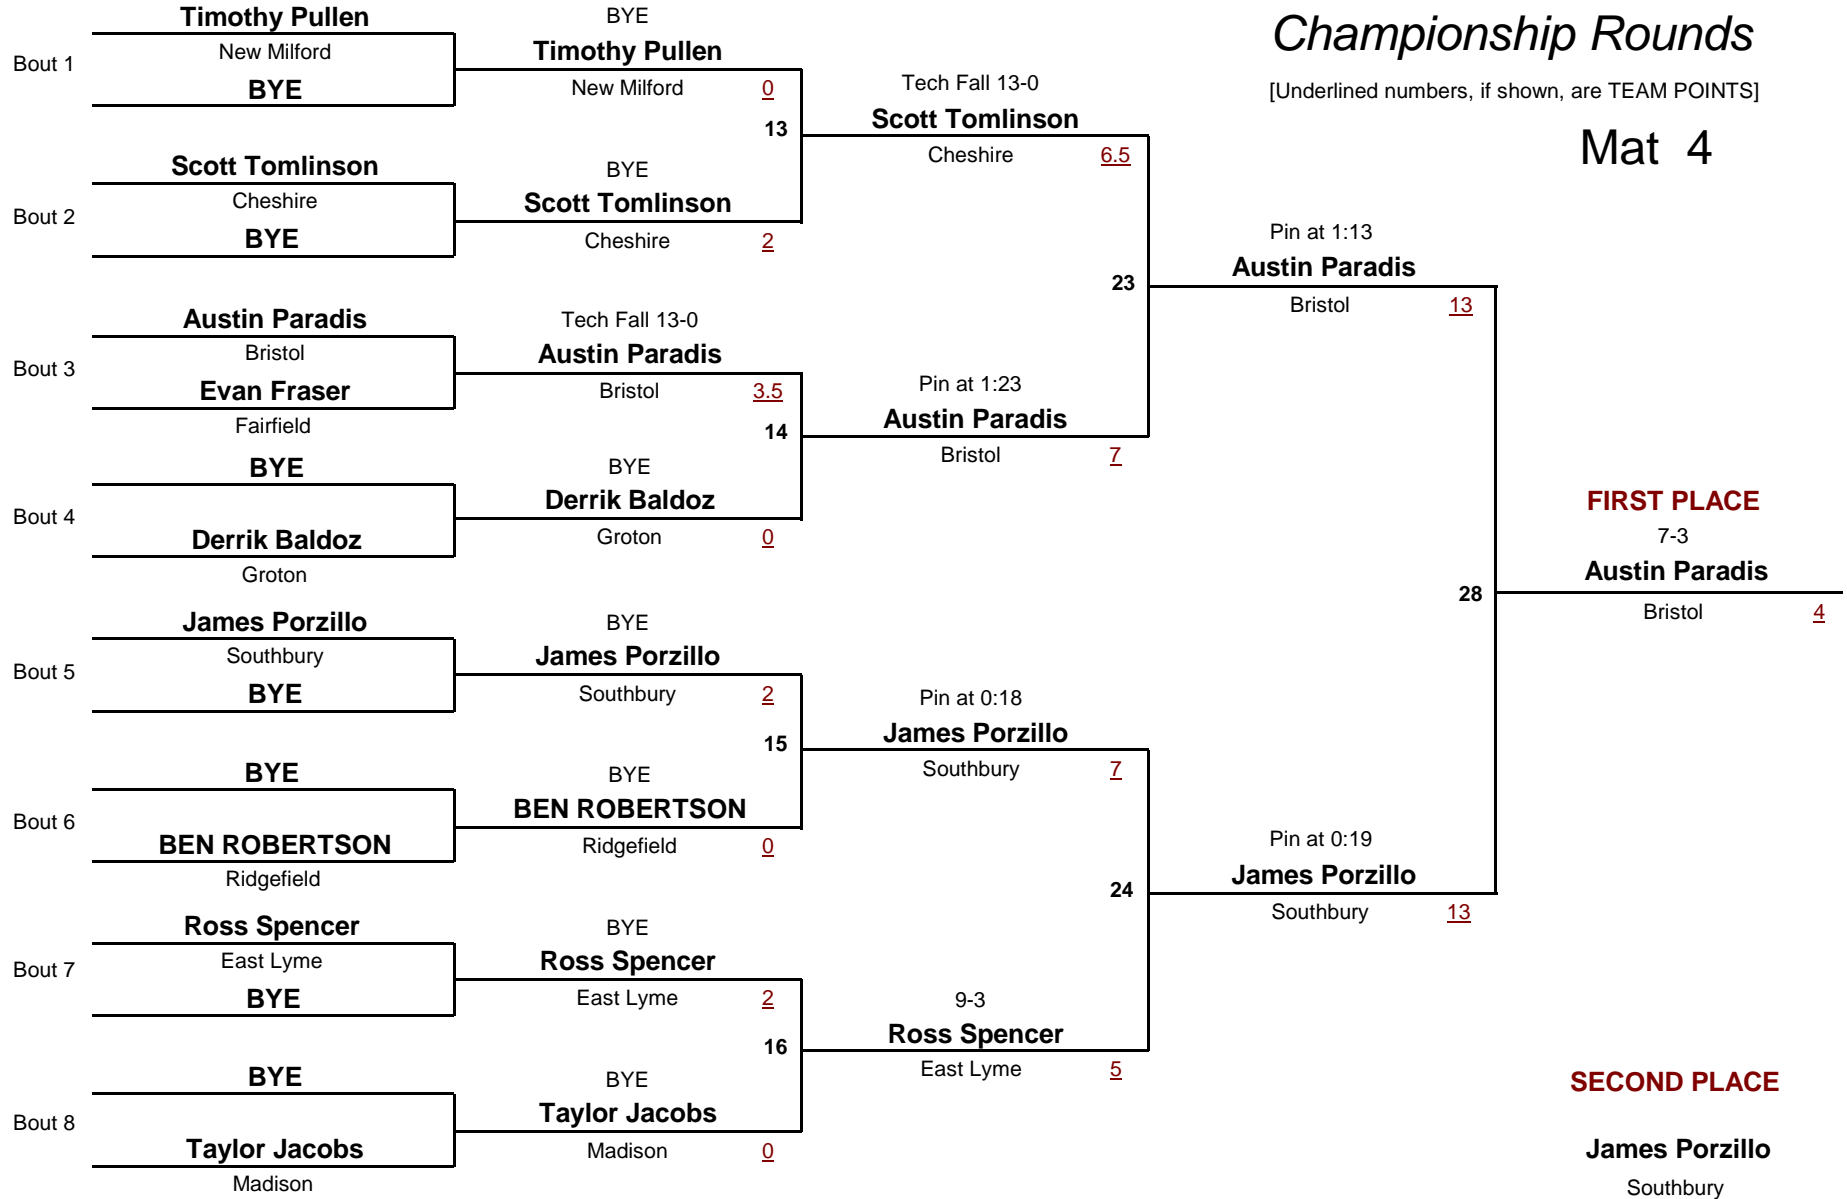 Championship Rounds
[Underlined numbers, if shown, are TEAM POINTS]
Mat 4
Bout 1
Timothy Pullen
New Milford
BYE
Bout 2
Scott Tomlinson
Cheshire
BYE
Bout 3
Austin Paradis
Bristol
Evan Fraser
Fairfield
Bout 4
BYE
Derrik Baldoz
Groton
Bout 5
James Porzillo
Southbury
BYE
Bout 6
BYE
BEN ROBERTSON
Ridgefield
Bout 7
Ross Spencer
East Lyme
BYE
Bout 8
BYE
Taylor Jacobs
Madison
BYE
Timothy Pullen
New Milford 0
13
BYE
Scott Tomlinson
Cheshire 2
Tech Fall 13-0
Austin Paradis
Bristol 3.5
14
BYE
Derrik Baldoz
Groton 0
BYE
James Porzillo
Southbury 2
15
BYE
BEN ROBERTSON
Ridgefield 0
BYE
Ross Spencer
East Lyme 2
16
BYE
Taylor Jacobs
Madison 0
Tech Fall 13-0
Scott Tomlinson
Cheshire 6.5
23
Pin at 1:23
Austin Paradis
Bristol 7
Pin at 0:18
James Porzillo
Southbury 7
24
9-3
Ross Spencer
East Lyme 5
Pin at 1:13
Austin Paradis
Bristol 13
28
Pin at 0:19
James Porzillo
Southbury 13
FIRST PLACE
7-3
Austin Paradis
Bristol 4
SECOND PLACE
James Porzillo
Southbury